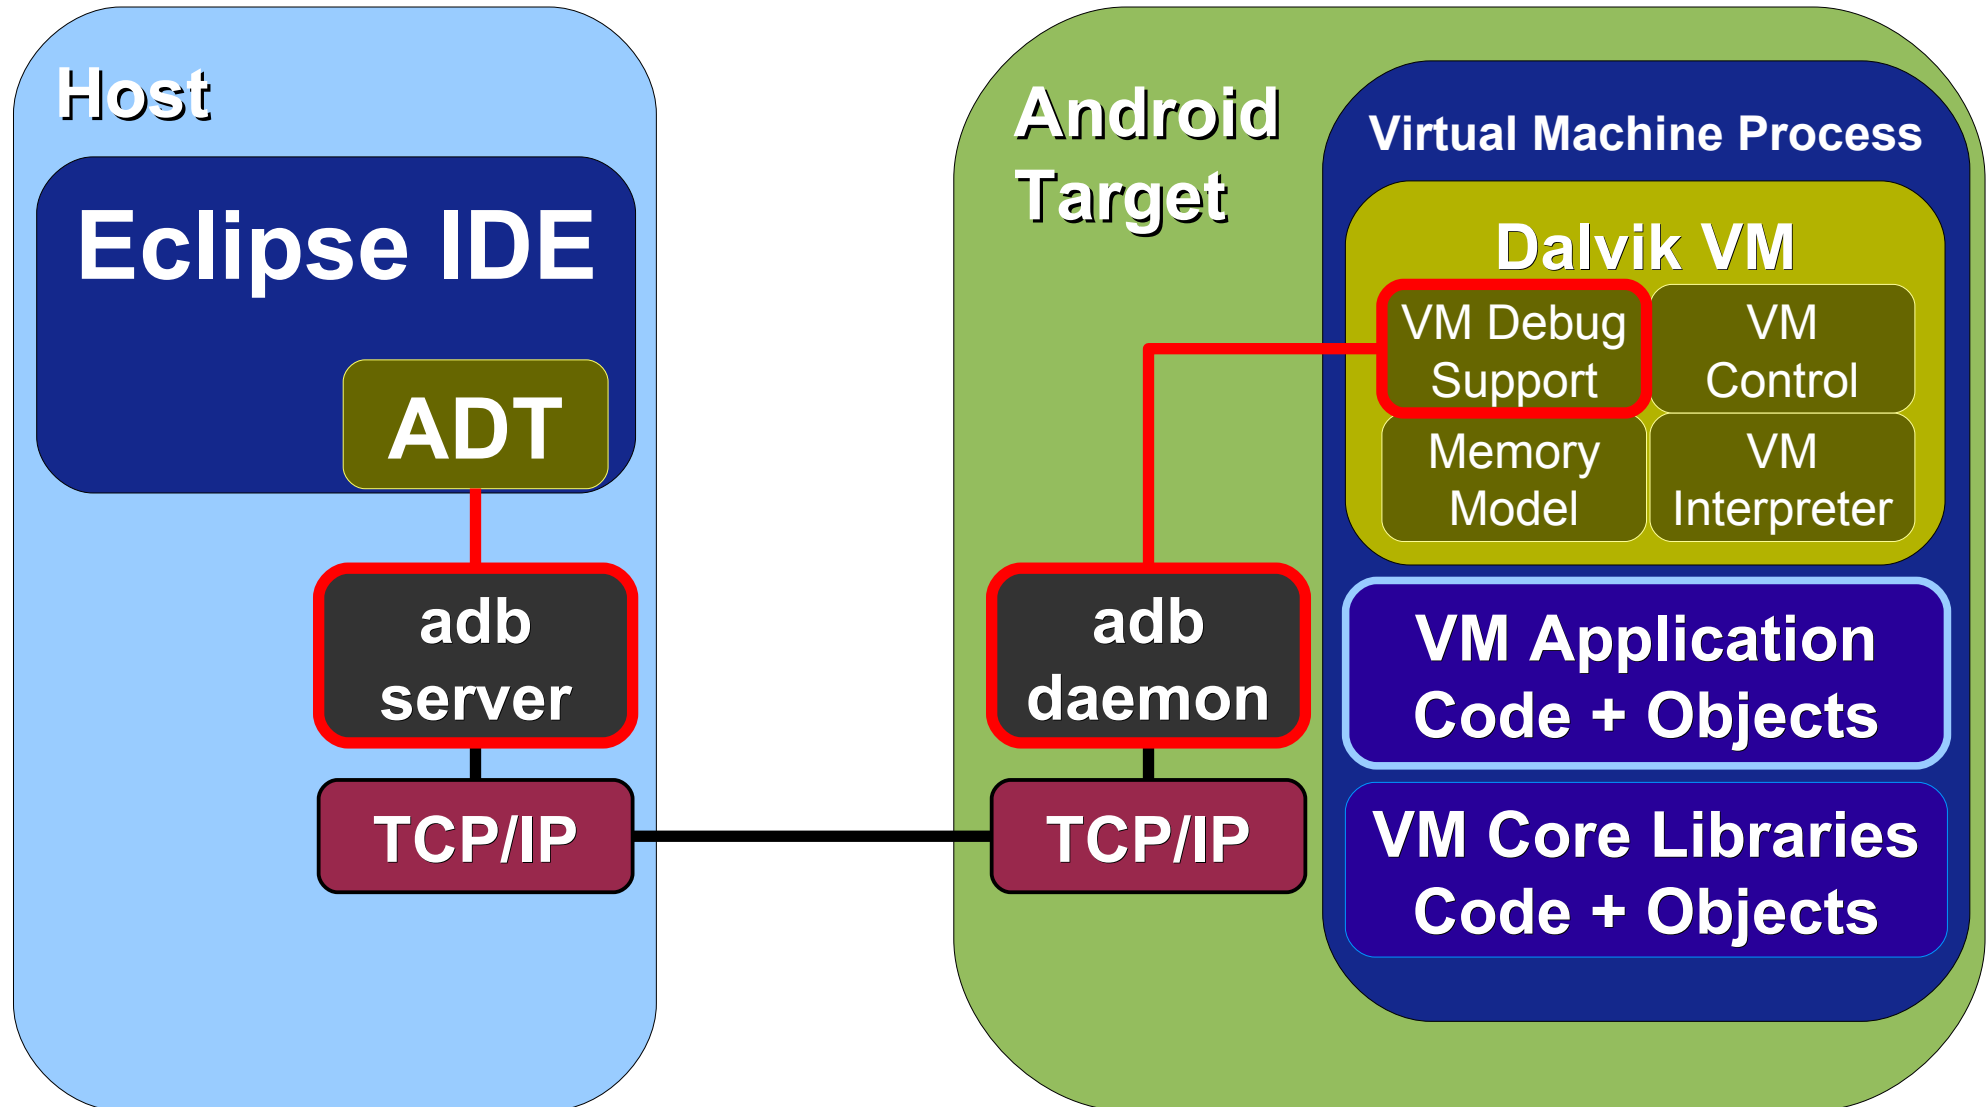 Host
Eclipse IDE
ADT
adb
server
TCP/IP
Android
Target
adb
daemon
TCP/IP
Virtual Machine Process
Dalvik VM
VM Debug
Support
VM
Control
Memory
Model
VM
Interpreter
VM Application
Code + Objects
VM Core Libraries
Code + Objects